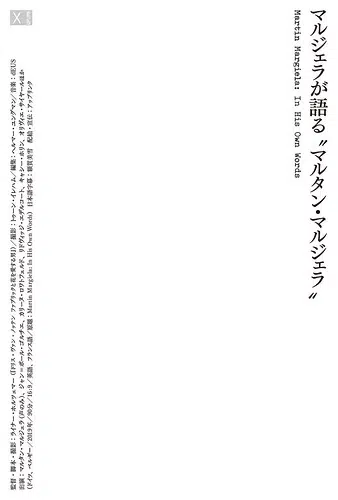 マルジェラが語る〝マルタン・マルジェラ〟
Martin Margiela: In His Own Words
監督・脚本・撮影:ライナー・ホルツェマー(『ドリス・ヴァン・ノッテン ファブリックと花を愛する男』)/撮影:トゥーン・イレハム/編集:ヘルマー・ユングマン/音楽:dEUS
出演:マルタン・マルジェラ(声のみ)、ジャン=ポール・ゴルチエ、カリーヌ・ロワトフェルド、リドヴィッジ・エデルコート、キャシー・ホリン、オリヴィエ・サイヤールほか
(ドイツ、ベルギー/2019年/90分/16:9/英語、フランス語/原題:Martin Margiela: In His Own Words) 日本語字幕:額賀美雪 配給・宣伝:アップリンク